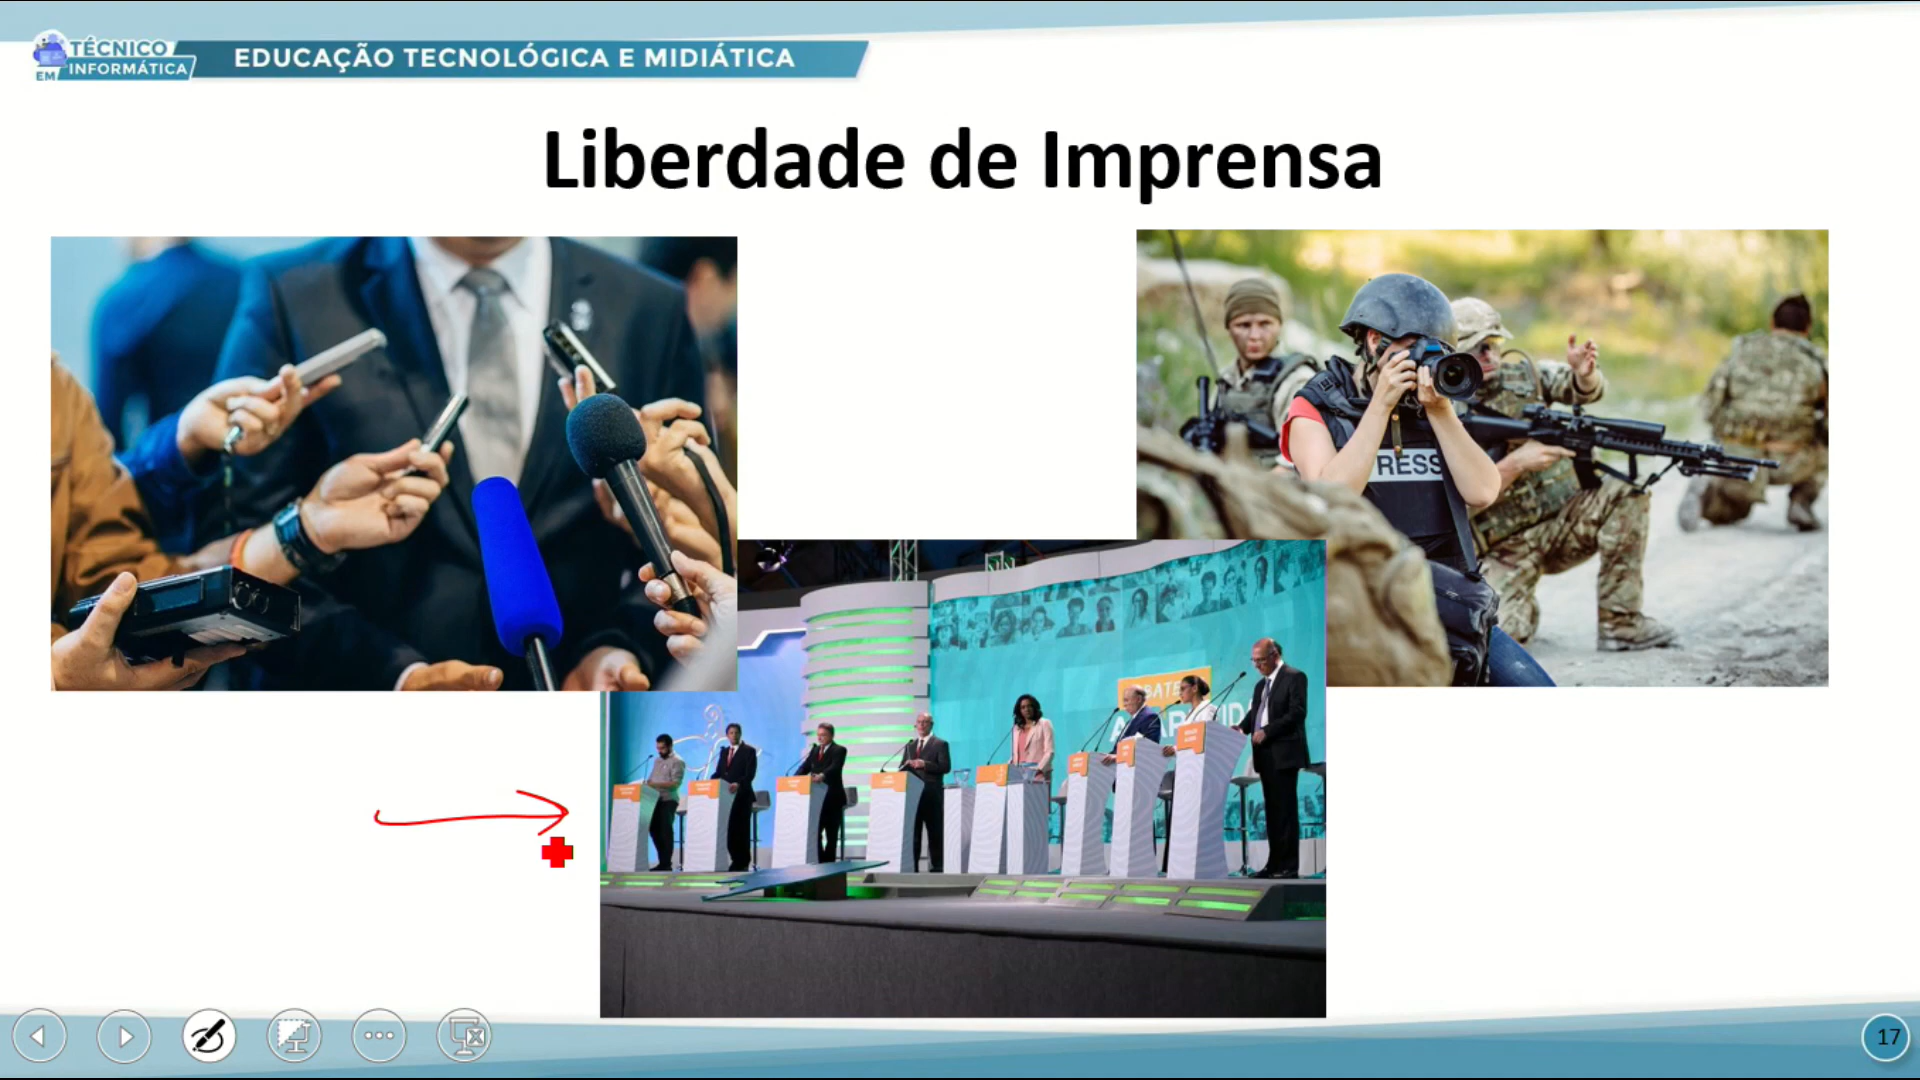 TÉCNICO
EM INFORMÁTICA
EDUCAÇÃO TECNOLÓGICA E MIDIÁTICA
Liberdade de Imprensa
RESS
17